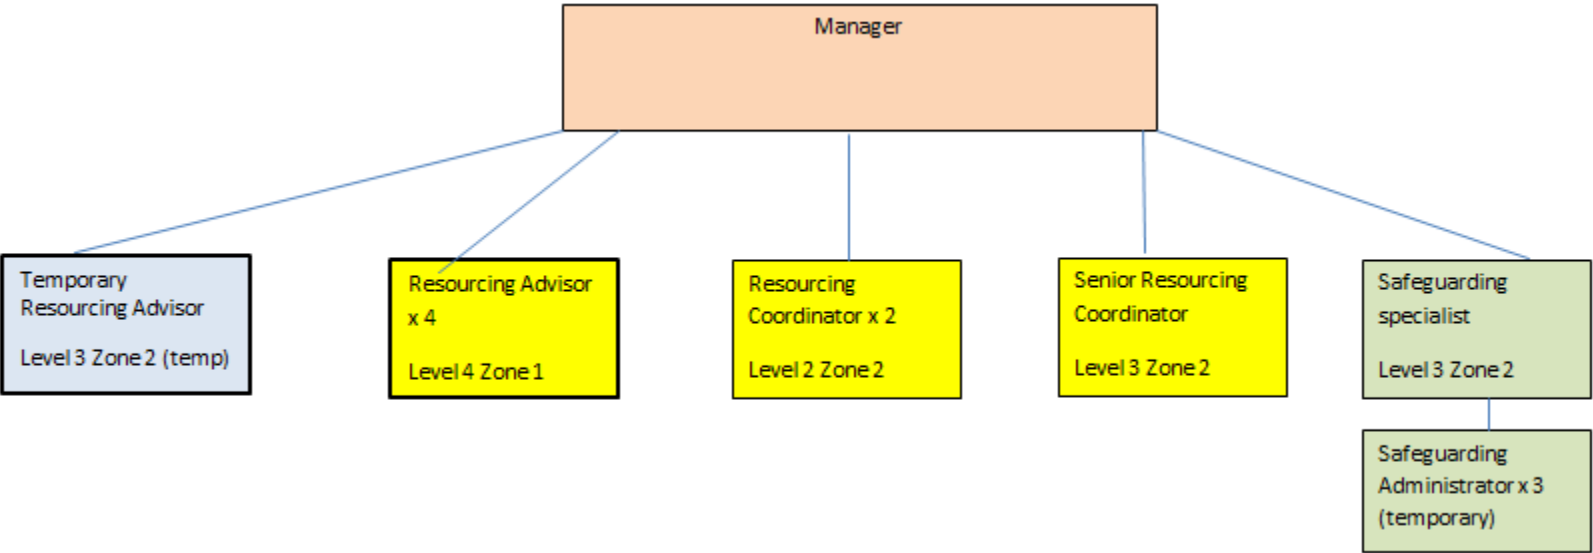 Manager
Temporary
Resourcing Advisor
Level 3 Zone 2 (temp)
Resourcing Advisor
x 4
Level 4 Zone 1
Resourcing
Coordinator x 2
Level 2 Zone 2
Senior Resourcing
Coordinator
Level 3 Zone 2
Safeguarding
specialist
Level 3 Zone 2
Safeguarding
Administrator x 3
(temporary)